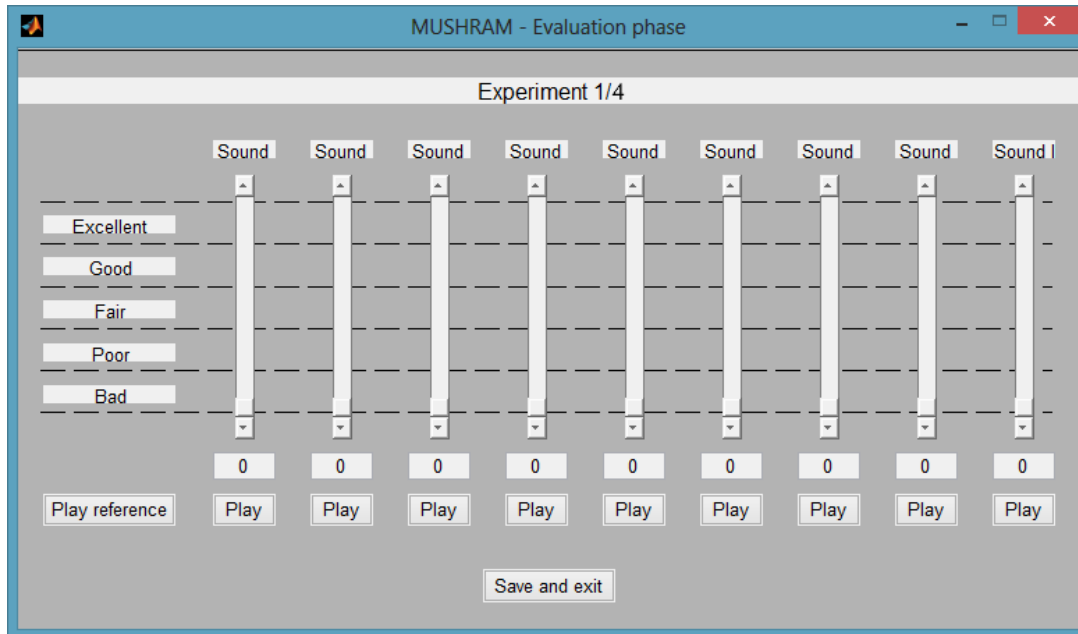 MUSHRAM - Evaluation phase
Experiment 1/4
Sound Sound Sound Sound Sound Sound Sound Sound Sound I
Excellent
Good
Fair
Poor
Bad
0 0 0 0 0 0 0 0 0
Play reference Play Play Play Play Play Play Play Play Play
Save and exit